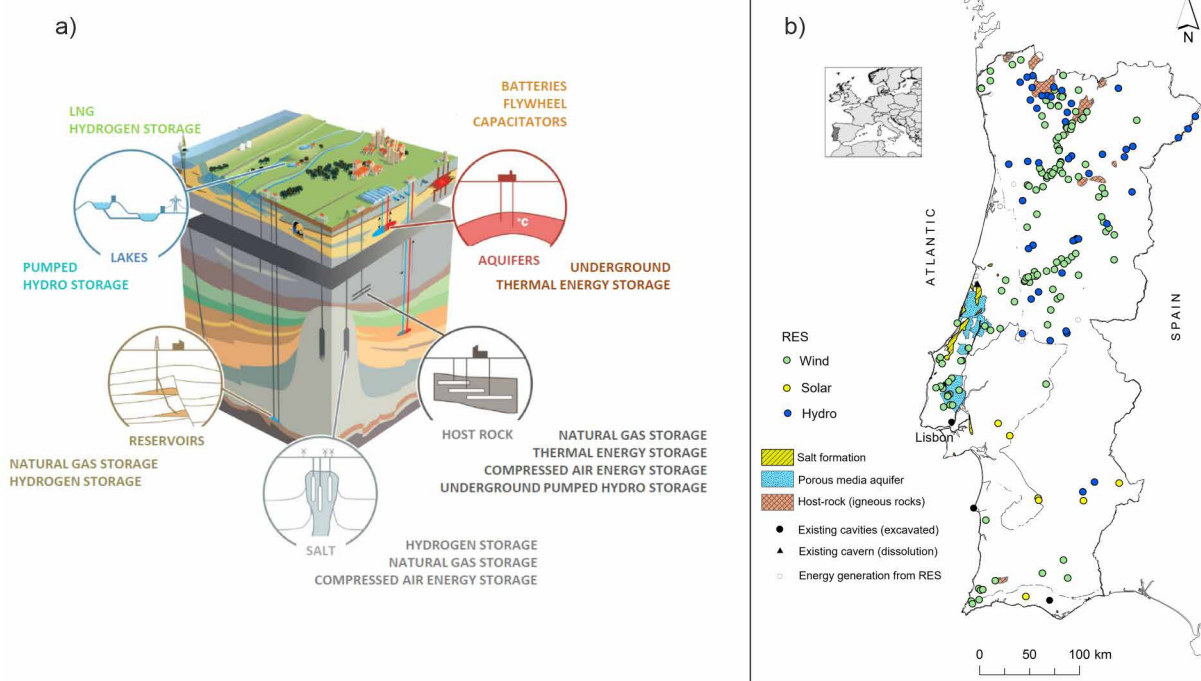 a)
BATTERIES
FLYWHEEL
CAPACITATORS
LNG
HYDROGEN STORAGE
°C
LAKES
AQUIFERS
PUMPED
HYDRO STORAGE
UNDERGROUND
THERMAL ENERGY STORAGE
RESERVOIRS
HOST ROCK
NATURAL GAS STORAGE
HYDROGEN STORAGE
NATURAL GAS STORAGE
THERMAL ENERGY STORAGE
COMPRESSED AIR ENERGY STORAGE
UNDERGROUND PUMPED HYDRO STORAGE
SALT
HYDROGEN STORAGE
NATURAL GAS STORAGE
COMPRESSED AIR ENERGY STORAGE
b)
N
ATLANTIC
SPAIN
Lisbon
RES
Wind
Solar
Hydro
Salt formation
Porous media aquifer
Host-rock (igneous rocks)
Existing cavities (excavated)
Existing cavern (dissolution)
Energy generation from RES
0 50 100 km